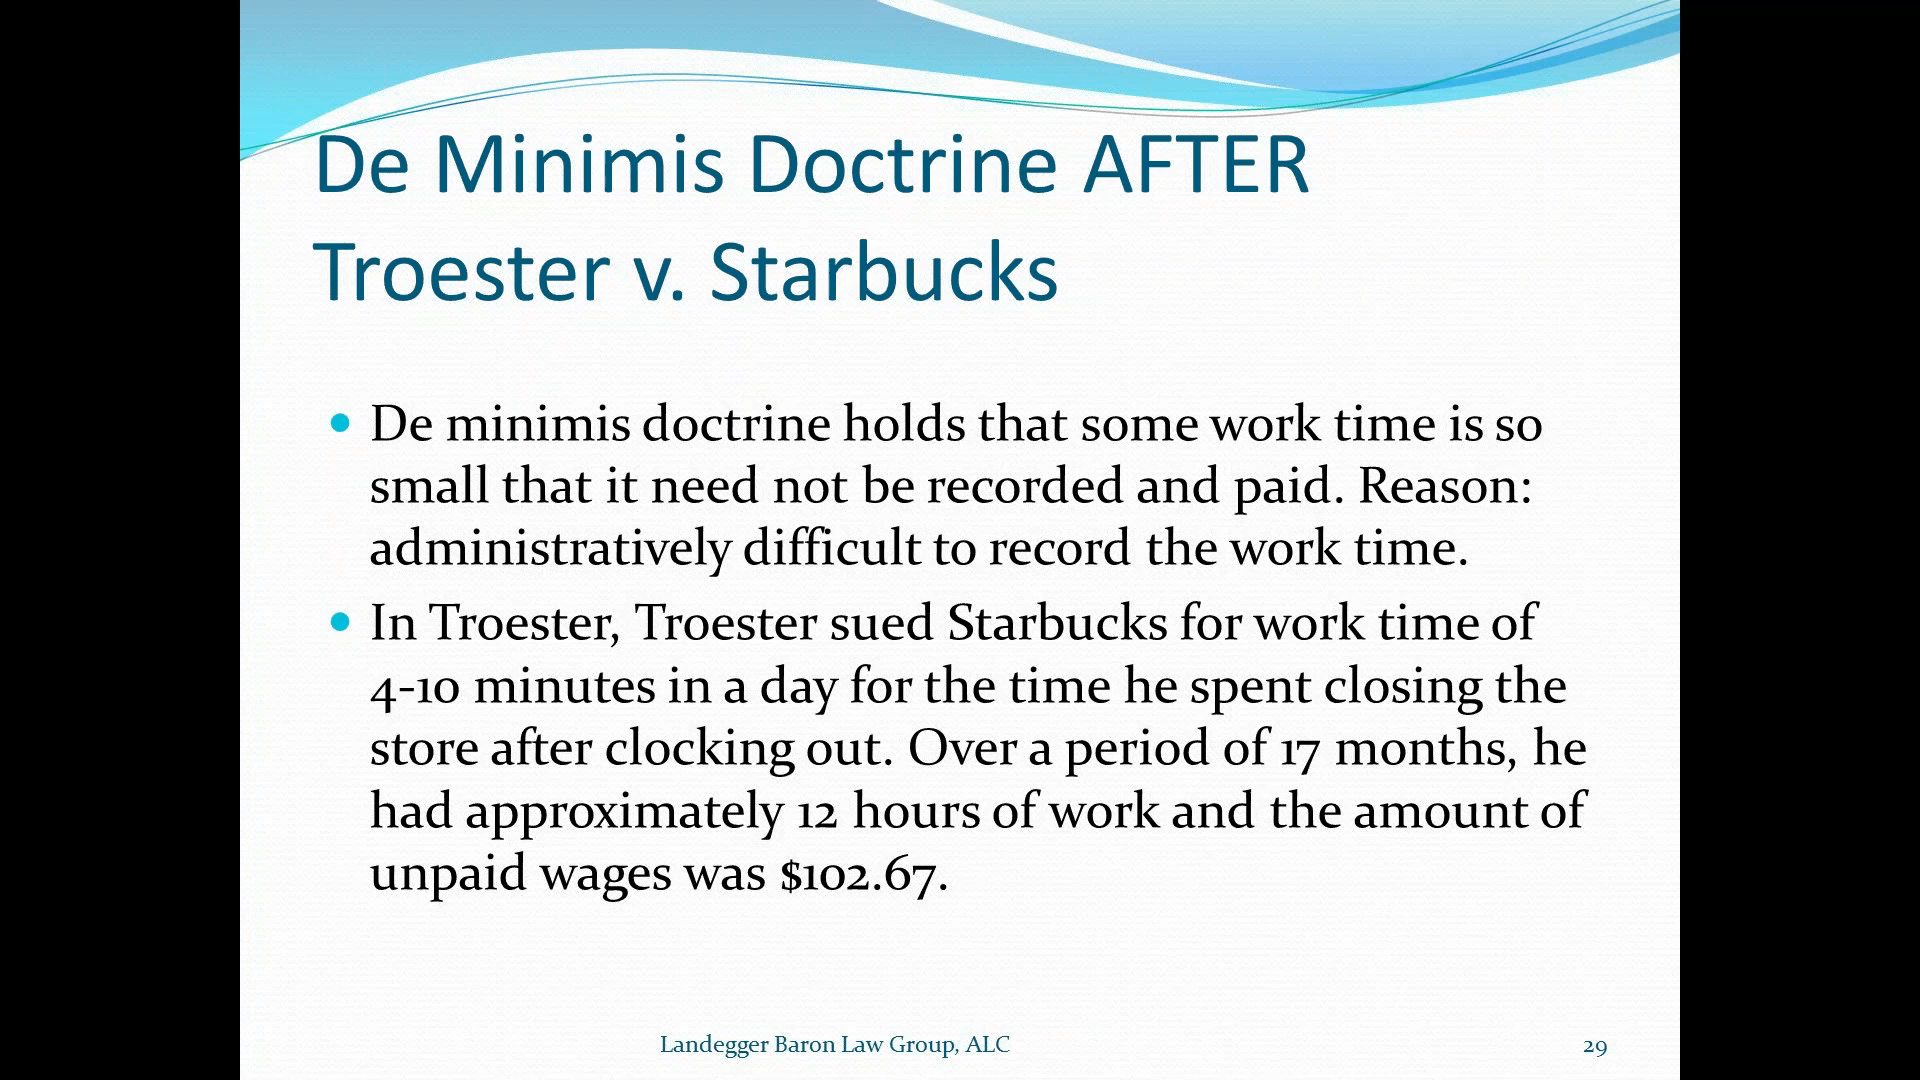 De Minimis Doctrine AFTER
Troester v. Starbucks
• De minimis doctrine holds that some work time is so
small that it need not be recorded and paid. Reason:
administratively difficult to record the work time.
• In Troester, Troester sued Starbucks for work time of
4-10 minutes in a day for the time he spent closing the
store after clocking out. Over a period of 17 months, he
had approximately 12 hours of work and the amount of
unpaid wages was $102.67.
Landegger Baron Law Group, ALC
29